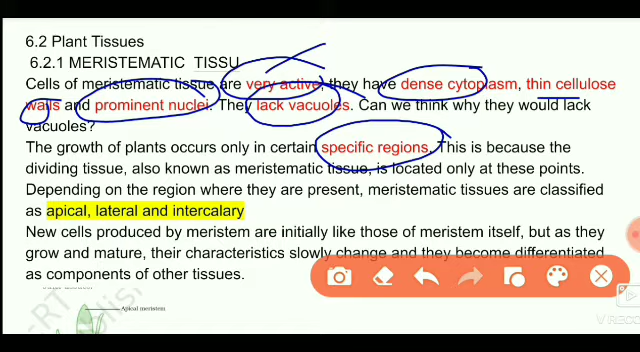 6.2 Plant Tissues
6.2.1 MERISTEMATIC TISSU
Cells of meristematic tissue are very active, they have dense cytoplasm, thin cellulose
walls and prominent nuclei. They lack vacuoles. Can we think why they would lack
vacuoles?
The growth of plants occurs only in certain specific regions. This is because the
dividing tissue, also known as meristematic tissue, is located only at these points.
Depending on the region where they are present, meristematic tissues are classified
as apical, lateral and intercalary
New cells produced by meristem are initially like those of meristem itself, but as they
grow and mature, their characteristics slowly change and they become differentiated
as components of other tissues.
Apical meristem